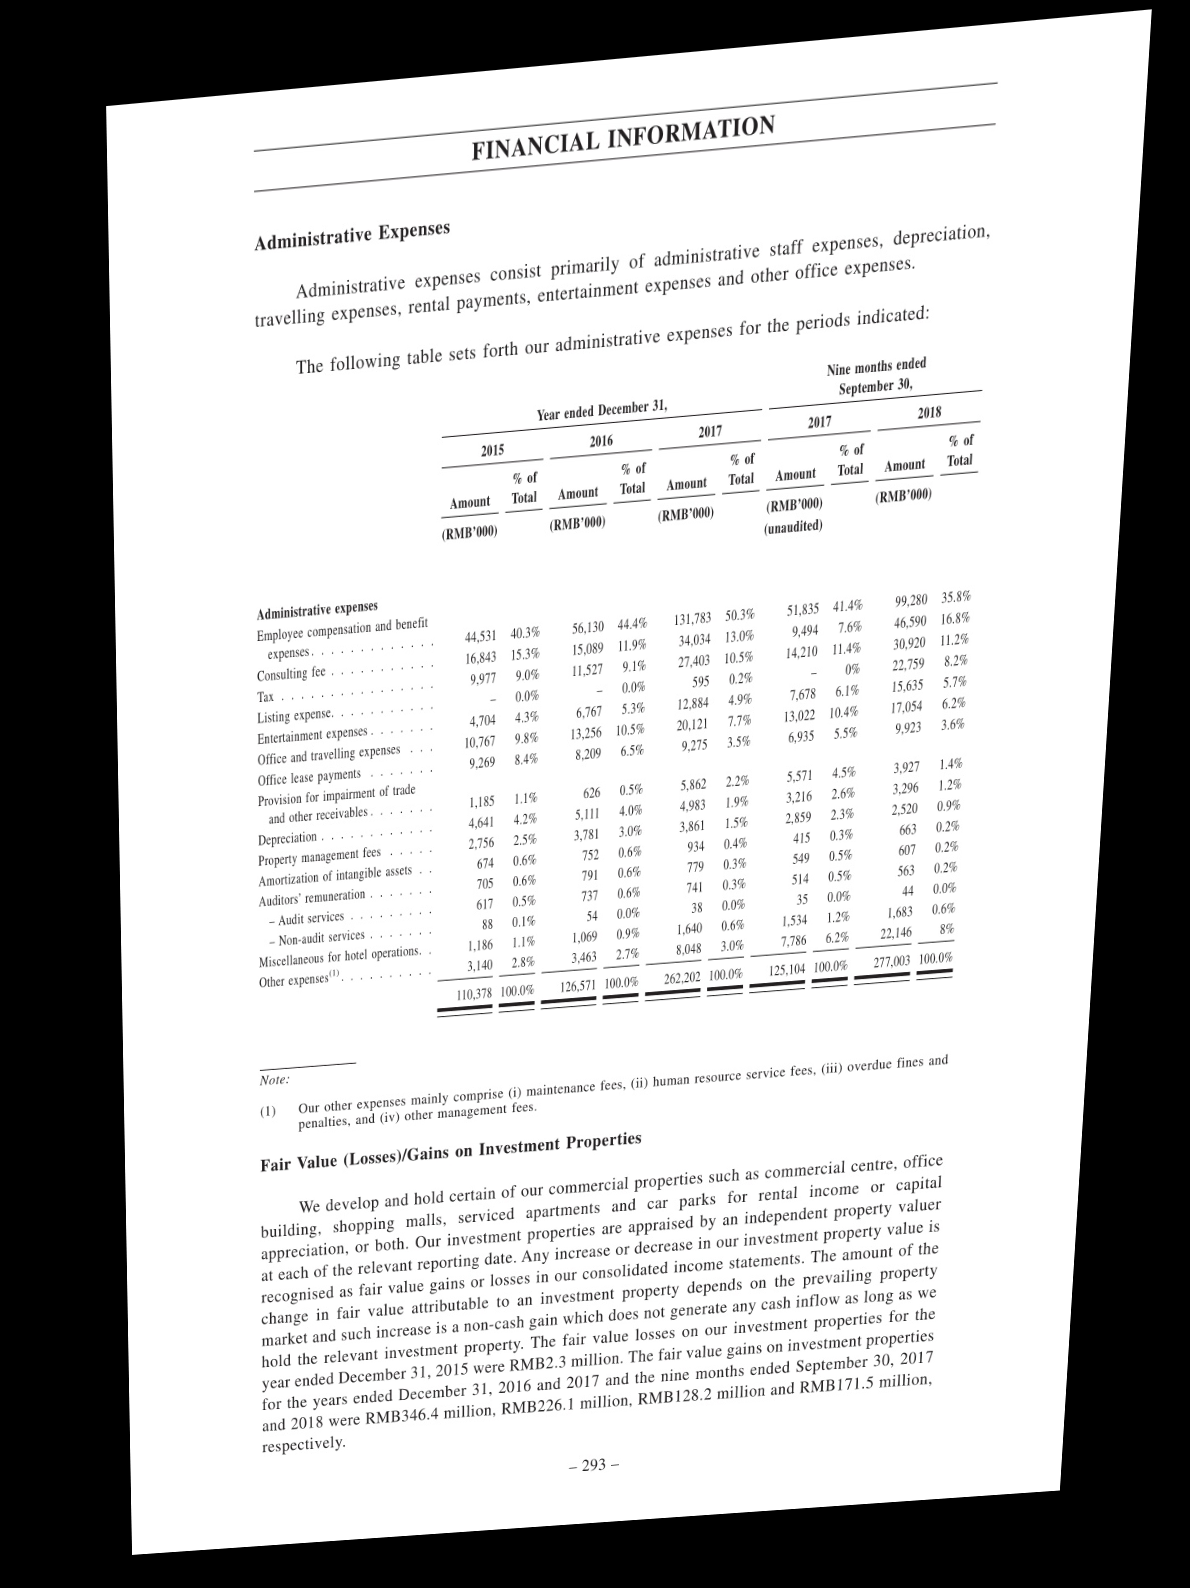 FINANCIAL INFORMATION
Administrative Expenses
Administrative expenses consist primarily of administrative staff expenses, depreciation,
travelling expenses, rental payments, entertainment expenses and other office expenses.
The following table sets forth our administrative expenses for the periods indicated:
Nine months ended
September 30,
Year ended December 31,
2015 2016 2017 2017 2018
Amount % of Total Amount % of Total Amount % of Total Amount % of Total Amount % of Total
(RMB'000) (RMB'000) (RMB'000) (RMB'000) (RMB'000)
(unaudited)
Administrative expenses
Employee compensation and benefit
expenses. . . . . . . . . . . . . 44,531 40.3% 56,130 44.4% 131,783 50.3% 51,835 41.4% 99,280 35.8%
Consulting fee . . . . . . . . . . . 16,843 15.3% 15,089 11.9% 34,034 13.0% 9,494 7.6% 46,590 16.8%
Tax . . . . . . . . . . . . . . . . 9,977 9.0% 11,527 9.1% 27,403 10.5% 14,210 11.4% 30,920 11.2%
Listing expense. . . . . . . . . . . – 0.0% – 0.0% 595 0.2% – 0% 22,759 8.2%
Entertainment expenses . . . . . . . 4,704 4.3% 6,767 5.3% 12,884 4.9% 7,678 6.1% 15,635 5.7%
Office and travelling expenses . . . 10,767 9.8% 13,256 10.5% 20,121 7.7% 13,022 10.4% 17,054 6.2%
Office lease payments . . . . . . . 9,269 8.4% 8,209 6.5% 9,275 3.5% 6,935 5.5% 9,923 3.6%
Provision for impairment of trade
and other receivables . . . . . . . 1,185 1.1% 626 0.5% 5,862 2.2% 5,571 4.5% 3,927 1.4%
Depreciation . . . . . . . . . . . . 4,641 4.2% 5,111 4.0% 4,983 1.9% 3,216 2.6% 3,296 1.2%
Property management fees . . . . . 2,756 2.5% 3,781 3.0% 3,861 1.5% 2,859 2.3% 2,520 0.9%
Amortization of intangible assets . . 674 0.6% 752 0.6% 934 0.4% 415 0.3% 663 0.2%
Auditors' remuneration . . . . . . . 705 0.6% 791 0.6% 779 0.3% 549 0.5% 607 0.2%
– Audit services . . . . . . . . . 617 0.5% 737 0.6% 741 0.3% 514 0.5% 563 0.2%
– Non-audit services . . . . . . . 88 0.1% 54 0.0% 38 0.0% 35 0.0% 44 0.0%
Miscellaneous for hotel operations. . 1,186 1.1% 1,069 0.9% 1,640 0.6% 1,534 1.2% 1,683 0.6%
Other expenses(1) . . . . . . . . . . 3,140 2.8% 3,463 2.7% 8,048 3.0% 7,786 6.2% 22,146 8%
110,378 100.0% 126,571 100.0% 262,202 100.0% 125,104 100.0% 277,003 100.0%
Note:
(1) Our other expenses mainly comprise (i) maintenance fees, (ii) human resource service fees, (iii) overdue fines and
penalties, and (iv) other management fees.
Fair Value (Losses)/Gains on Investment Properties
We develop and hold certain of our commercial properties such as commercial centre, office
building, shopping malls, serviced apartments and car parks for rental income or capital
appreciation, or both. Our investment properties are appraised by an independent property valuer
at each of the relevant reporting date. Any increase or decrease in our investment property value is
recognised as fair value gains or losses in our consolidated income statements. The amount of the
change in fair value attributable to an investment property depends on the prevailing property
market and such increase is a non-cash gain which does not generate any cash inflow as long as we
hold the relevant investment property. The fair value losses on our investment properties for the
year ended December 31, 2015 were RMB2.3 million. The fair value gains on investment properties
for the years ended December 31, 2016 and 2017 and the nine months ended September 30, 2017
and 2018 were RMB346.4 million, RMB226.1 million, RMB128.2 million and RMB171.5 million,
respectively.
– 293 –